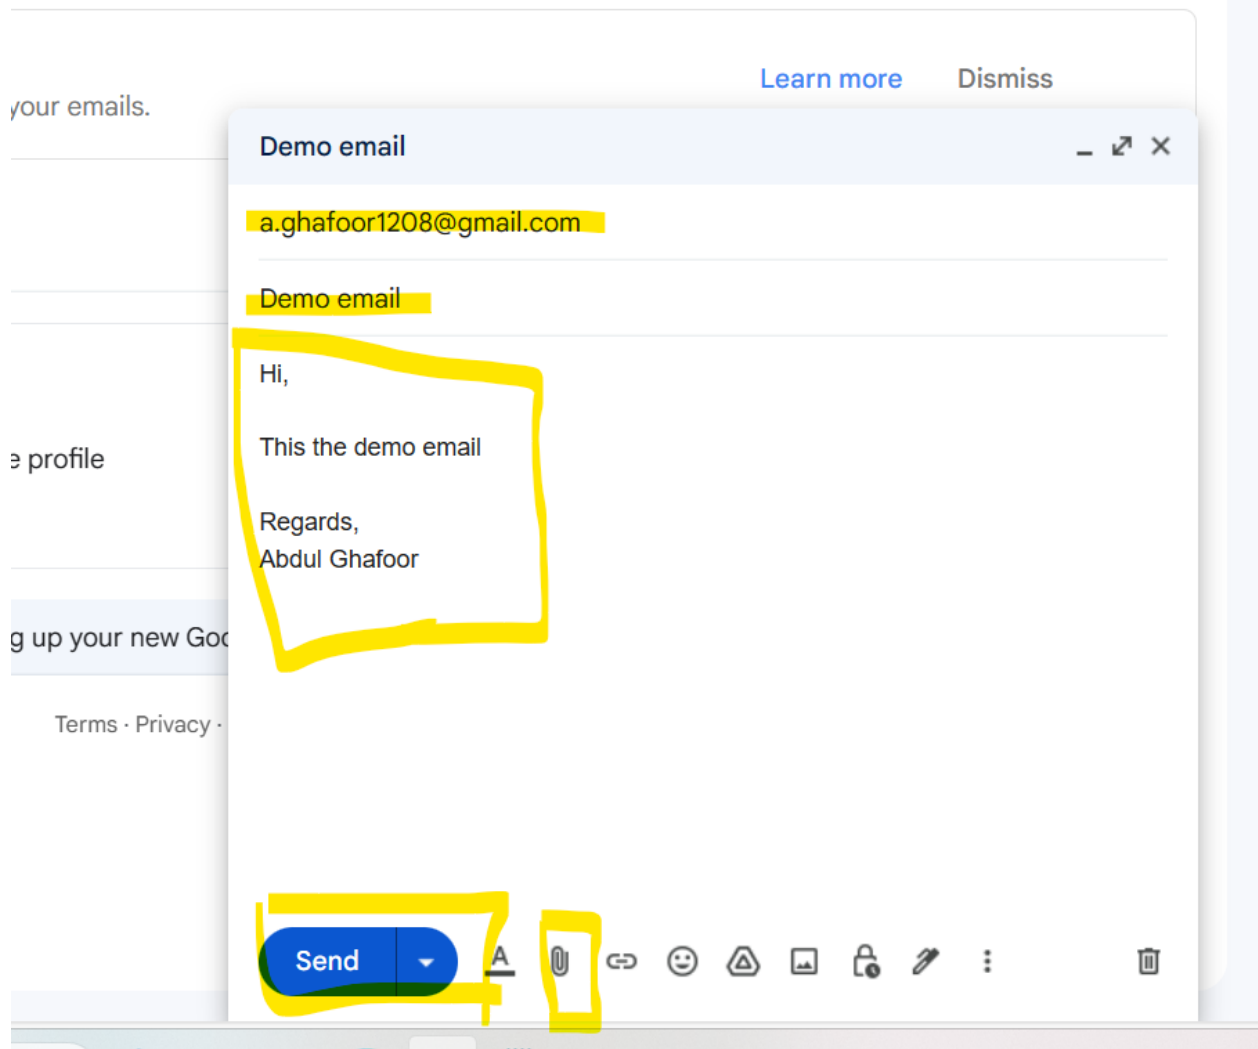 Learn more Dismiss
your emails.
Demo email
a.ghafoor1208@gmail.com
Demo email
Hi,
This the demo email
e profile
Regards,
Abdul Ghafoor
g up your new Goo
Terms · Privacy ·
Send
A